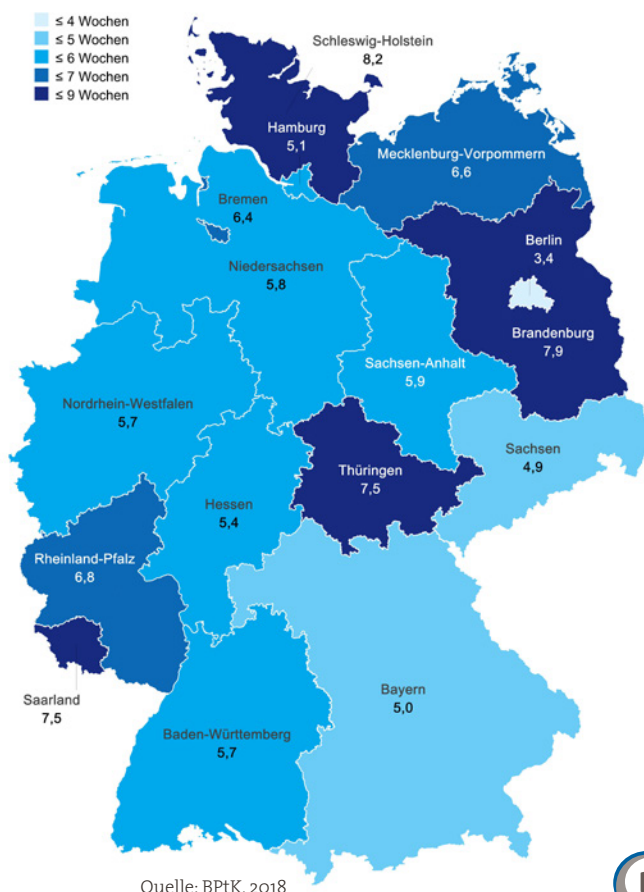 ≤ 4 Wochen
≤ 5 Wochen
≤ 6 Wochen
≤ 7 Wochen
≤ 9 Wochen
Schleswig-Holstein
8,2
Hamburg
5,1
Mecklenburg-Vorpommern
6,6
Bremen
6,4
Berlin
3,4
Niedersachsen
5,8
Brandenburg
7,9
Sachsen-Anhalt
5,9
Nordrhein-Westfalen
5,7
Sachsen
4,9
Thüringen
7,5
Hessen
5,4
Rheinland-Pfalz
6,8
Saarland
7,5
Bayern
5,0
Baden-Württemberg
5,7
Quelle: BPtK, 2018